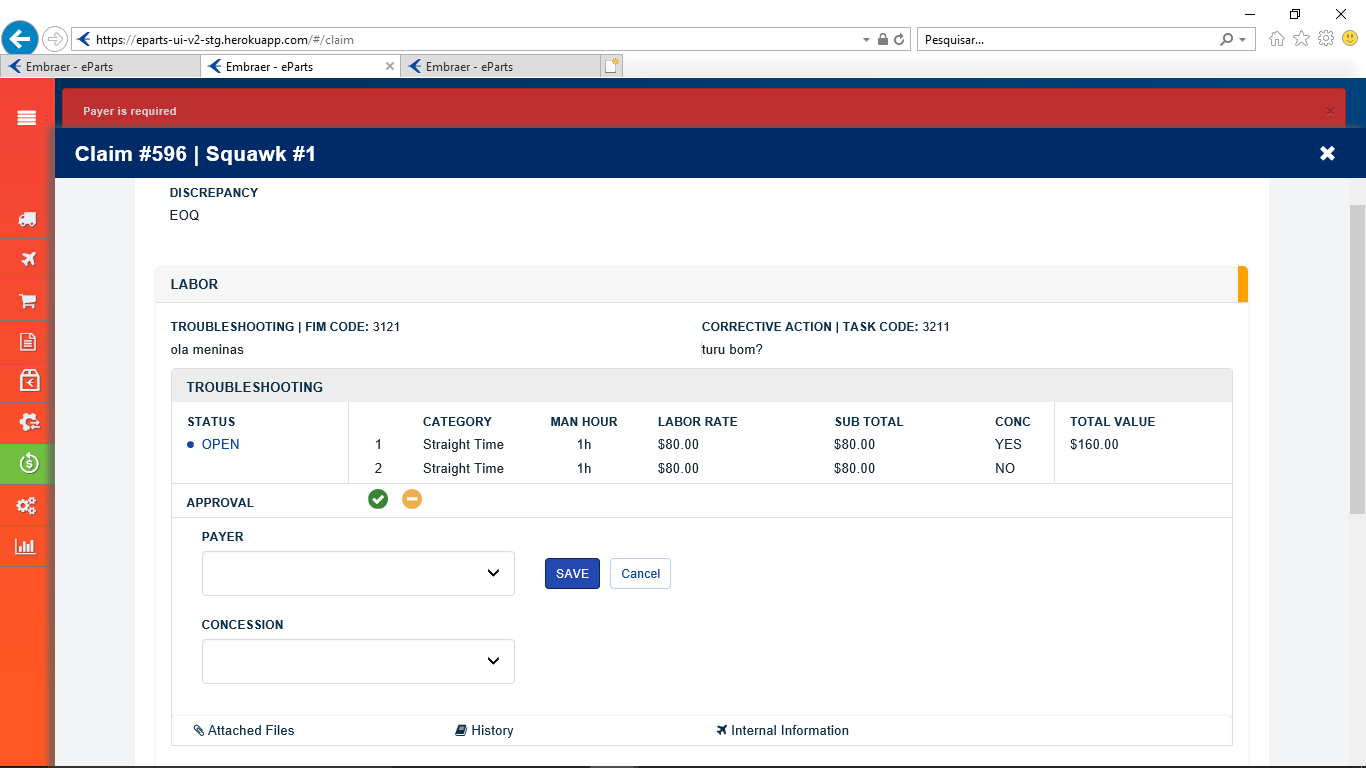 https://eparts-ui-v2-stg.herokuapp.com/#/claim
Pesquisar...
Embraer - eParts
Embraer - eParts
Embraer - eParts
Payer is required
Claim #596 | Squawk #1
DISCREPANCY
EOQ
LABOR
TROUBLESHOOTING | FIM CODE: 3121
CORRECTIVE ACTION | TASK CODE: 3211
ola meninas
turu bom?
TROUBLESHOOTING
STATUS CATEGORY MAN HOUR LABOR RATE SUB TOTAL CONC TOTAL VALUE
OPEN 1 Straight Time 1h $80.00 $80.00 YES $160.00
2 Straight Time 1h $80.00 $80.00 NO
APPROVAL
PAYER
SAVE Cancel
CONCESSION
Attached Files History Internal Information